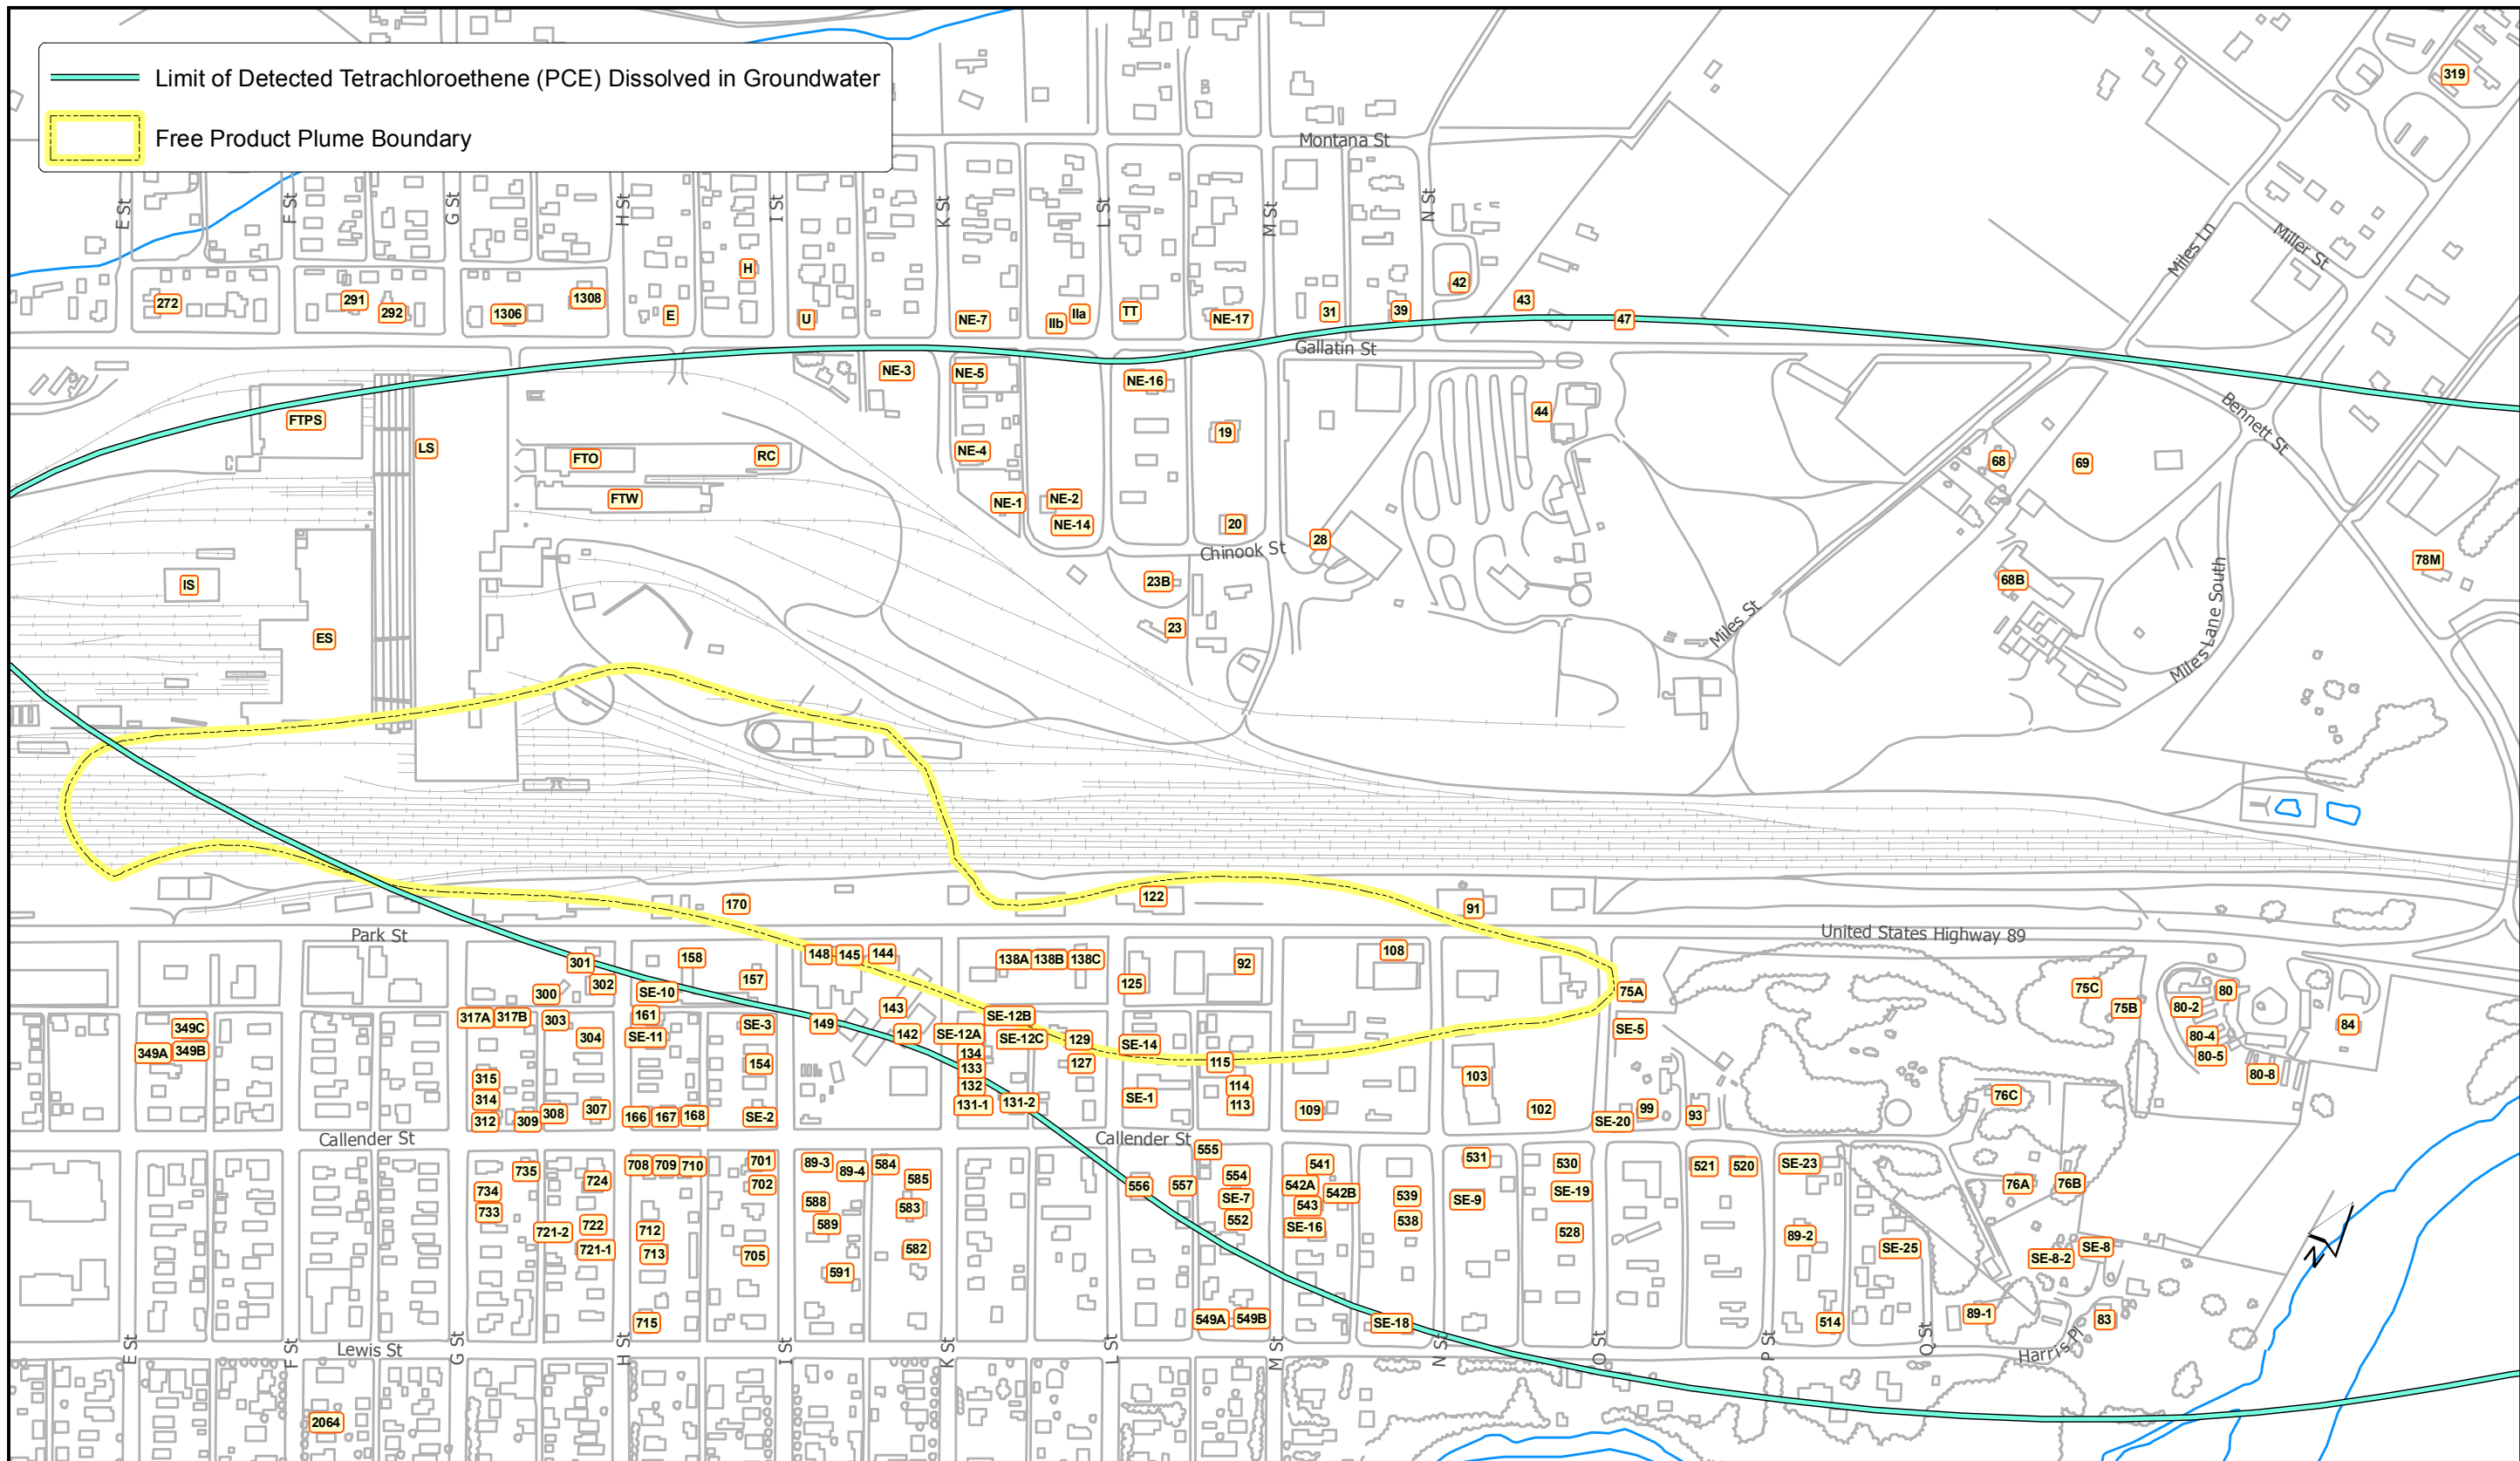 Limit of Detected Tetrachloroethene (PCE) Dissolved in Groundwater
Free Product Plume Boundary
319
Montana St
E St
F St
G St
H St
I St
K St
L St
M St
N St
Miles Ln
Miller St
H
42
272
291
292
1306
1308
E
U
NE-7
IIb
IIa
TT
NE-17
31
39
43
47
Gallatin St
NE-3
NE-5
NE-16
44
Bennett St
FTPS
LS
FTO
RC
NE-4
19
68
69
FTW
NE-1
NE-2
NE-14
20
28
Chinook St
78M
IS
23B
68B
ES
23
Miles St
Miles Lane South
170
122
91
Park St
United States Highway 89
148
145
144
138A
138B
138C
92
108
301
158
302
157
125
300
SE-10
75A
75C
75B
80
80-2
317A
317B
303
161
SE-3
149
143
SE-12B
349C
304
SE-11
142
SE-12A
SE-12C
129
SE-14
SE-5
80-4
84
349A
349B
134
133
127
115
80-5
154
80-8
315
132
114
103
314
131-1
131-2
SE-1
113
109
102
99
93
76C
312
309
308
307
166
167
168
SE-2
SE-20
Callender St
Callender St
555
735
708
709
710
701
89-3
89-4
584
541
531
530
521
520
SE-23
734
724
702
585
556
557
554
542A
542B
SE-19
76A
76B
733
588
583
SE-7
543
539
SE-9
721-2
722
712
589
552
SE-16
538
528
89-2
721-1
713
705
582
SE-25
SE-8-2
SE-8
591
N
715
549A
549B
SE-18
514
89-1
83
Lewis St
E St
F St
G St
H St
I St
K St
L St
M St
N St
O St
P St
Q St
Harris Pl
2064